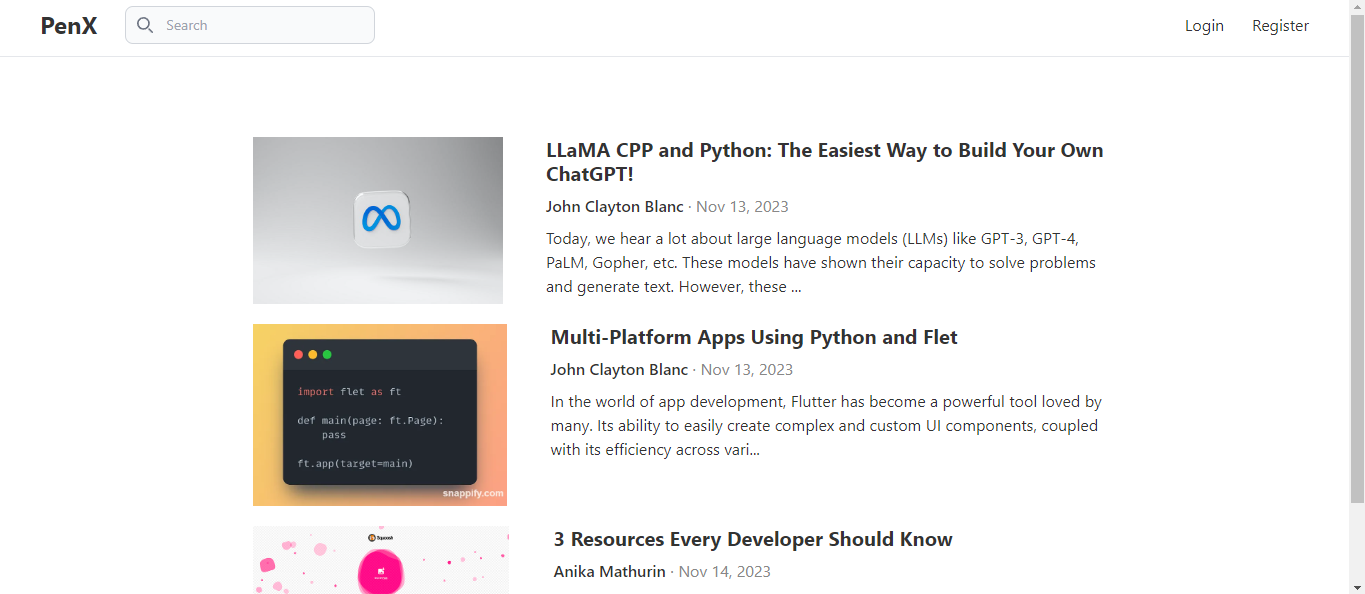 PenX
Search
Login
Register
LLaMA CPP and Python: The Easiest Way to Build Your Own
ChatGPT!
John Clayton Blanc · Nov 13, 2023
Today, we hear a lot about large language models (LLMs) like GPT-3, GPT-4,
PaLM, Gopher, etc. These models have shown their capacity to solve problems
and generate text. However, these ...
import flet as ft
def main(page: ft.Page):
pass
ft.app(target=main)
snappify.com
Multi-Platform Apps Using Python and Flet
John Clayton Blanc · Nov 13, 2023
In the world of app development, Flutter has become a powerful tool loved by
many. Its ability to easily create complex and custom UI components, coupled
with its efficiency across vari...
Squoosh
3 Resources Every Developer Should Know
Anika Mathurin · Nov 14, 2023